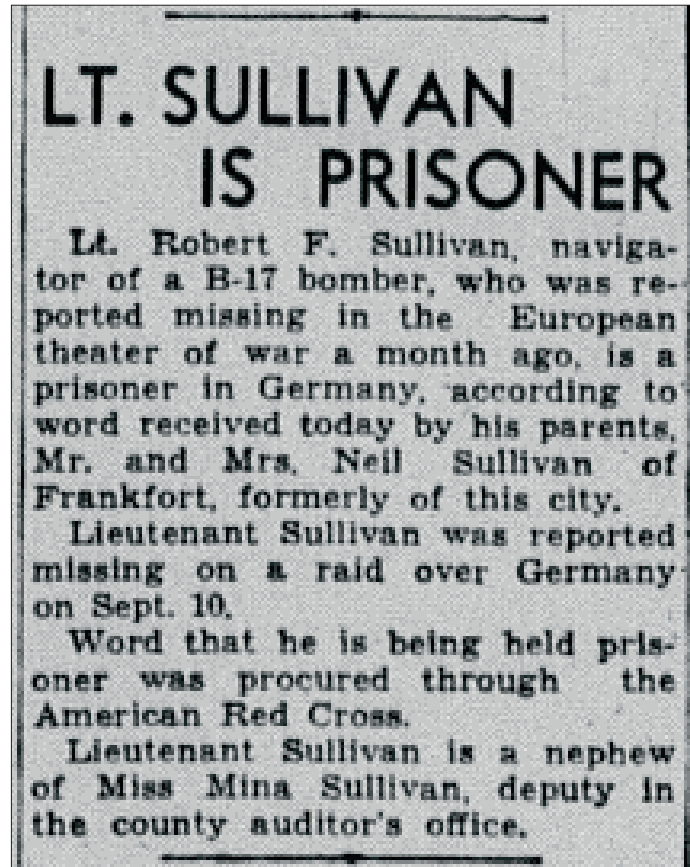 LT. SULLIVAN
IS PRISONER
Lt. Robert F. Sullivan, naviga-
tor of a B-17 bomber, who was re-
ported missing in the European
theater of war a month ago, is a
prisoner in Germany, according to
word received today by his parents,
Mr. and Mrs. Neil Sullivan of
Frankfort, formerly of this city.
Lieutenant Sullivan was reported
missing on a raid over Germany
on Sept. 10.
Word that he is being held pris-
oner was procured through the
American Red Cross.
Lieutenant Sullivan is a nephew
of Miss Mina Sullivan, deputy in
the county auditor's office.